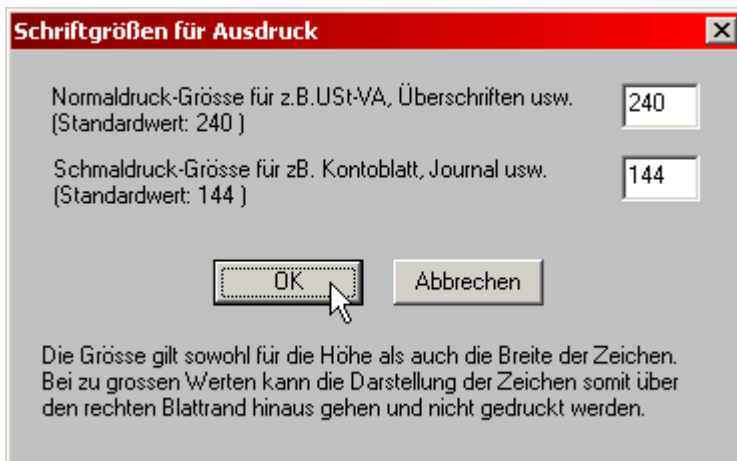 Schriftgrößen für Ausdruck
Normaldruck-Grösse für z.B.USt-VA, Überschriften usw.
(Standardwert: 240 )
240
Schmaldruck-Grösse für zB. Kontoblatt, Journal usw.
(Standardwert: 144 )
144
OK
Abbrechen
Die Grösse gilt sowohl für die Höhe als auch die Breite der Zeichen.
Bei zu grossen Werten kann die Darstellung der Zeichen somit über
den rechten Blattrand hinaus gehen und nicht gedruckt werden.